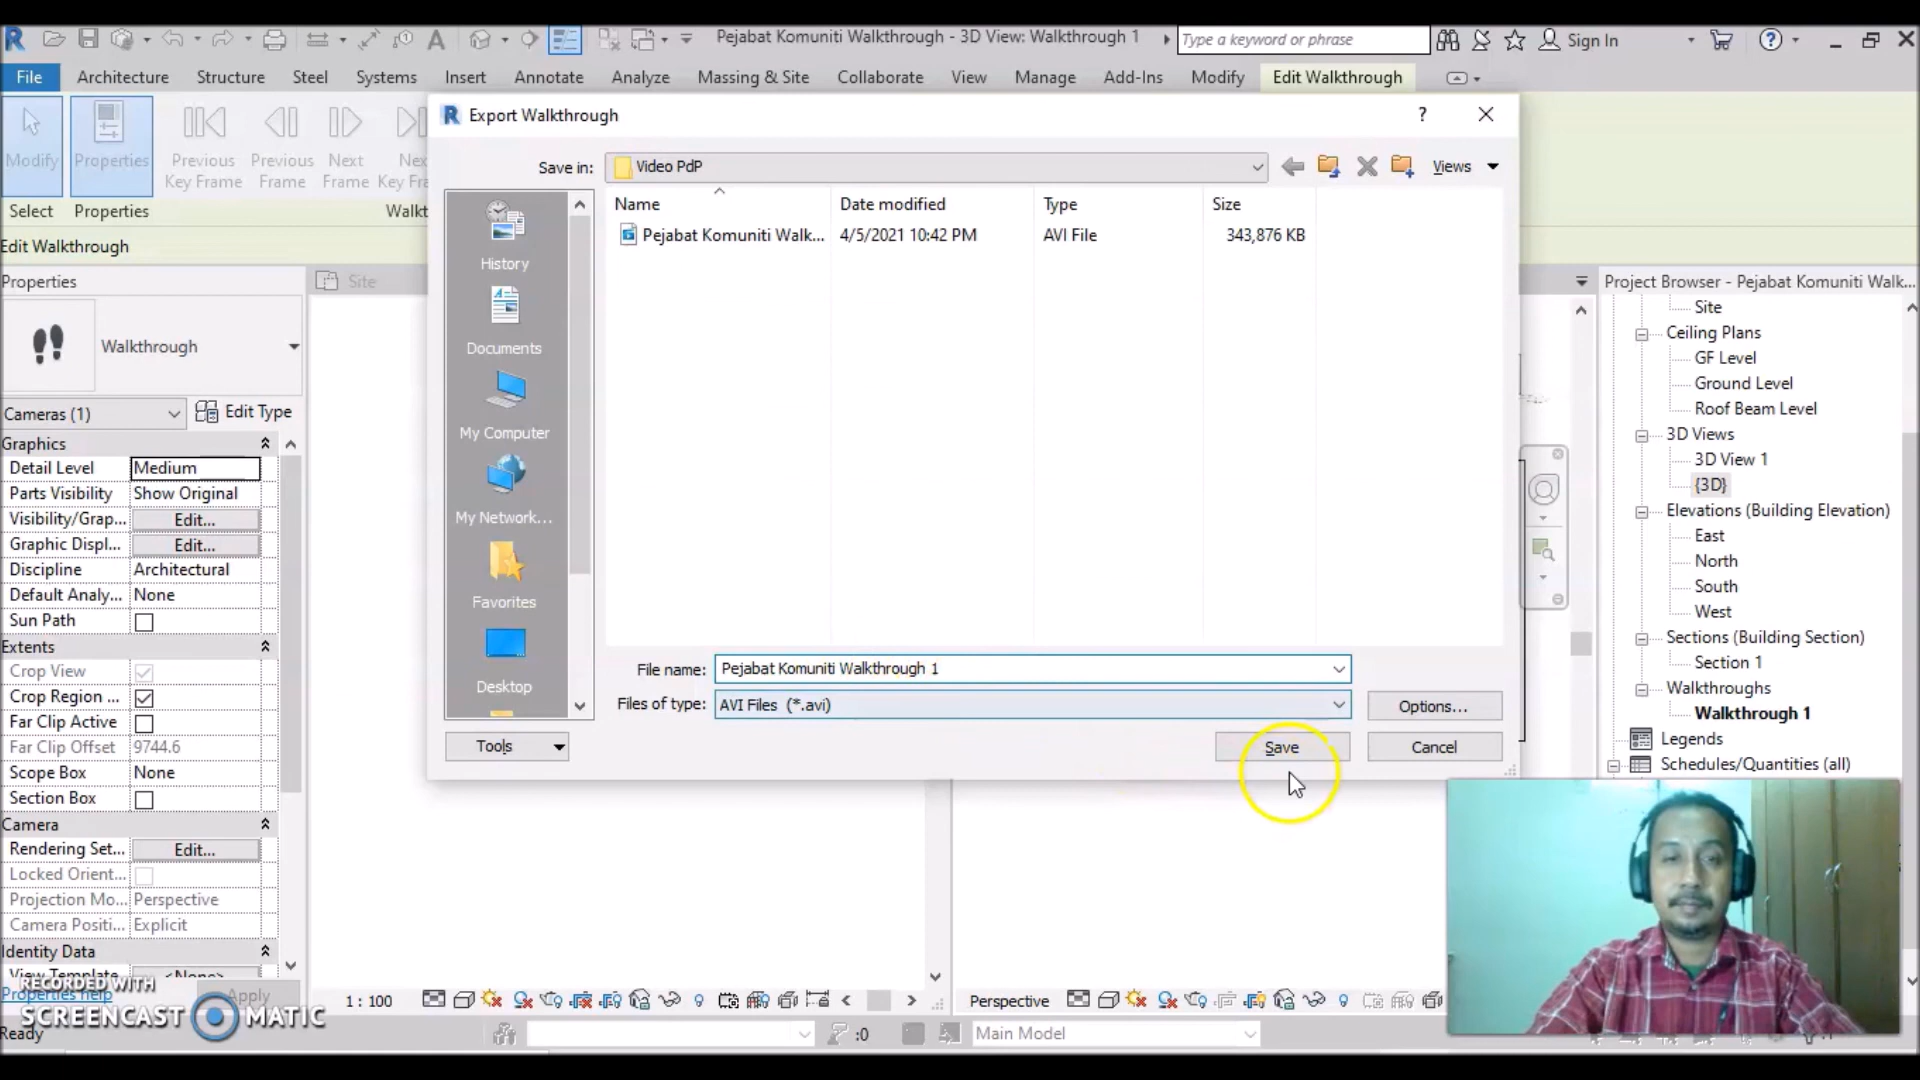 Pejabat Komuniti Walkthrough - 3D View: Walkthrough 1
Type a keyword or phrase
Sign In
File
Architecture
Structure
Steel
Systems
Insert
Annotate
Analyze
Massing & Site
Collaborate
View
Manage
Add-Ins
Modify
Edit Walkthrough
Modify
Properties
Previous
Key Frame
Previous
Frame
Next
Frame
Nex
Key Fr
Select
Properties
Walkt
Edit Walkthrough
Export Walkthrough
Save in:
Video PdP
Views
Name
Date modified
Type
Size
Pejabat Komuniti Walk...
4/5/2021 10:42 PM
AVI File
343,876 KB
History
Documents
My Computer
My Network...
Favorites
Desktop
File name:
Pejabat Komuniti Walkthrough 1
Files of type:
AVI Files (*.avi)
Options...
Tools
Save
Cancel
Properties
Site
Walkthrough
Cameras (1)
Edit Type
Graphics
Detail Level Medium
Parts Visibility Show Original
Visibility/Grap... Edit...
Graphic Displ... Edit...
Discipline Architectural
Default Analy... None
Sun Path
Extents
Crop View
Crop Region ...
Far Clip Active
Far Clip Offset 9744.6
Scope Box None
Section Box
Camera
Rendering Set... Edit...
Locked Orient...
Projection Mo... Perspective
Camera Positi... Explicit
Identity Data
View Template <None>
Properties help
Apply
RECORDED WITH
SCREENCAST MATIC
Ready
1 : 100
Perspective
:0
Main Model
Project Browser - Pejabat Komuniti Walk...
Site
Ceiling Plans
GF Level
Ground Level
Roof Beam Level
3D Views
3D View 1
{3D}
Elevations (Building Elevation)
East
North
South
West
Sections (Building Section)
Section 1
Walkthroughs
Walkthrough 1
Legends
Schedules/Quantities (all)